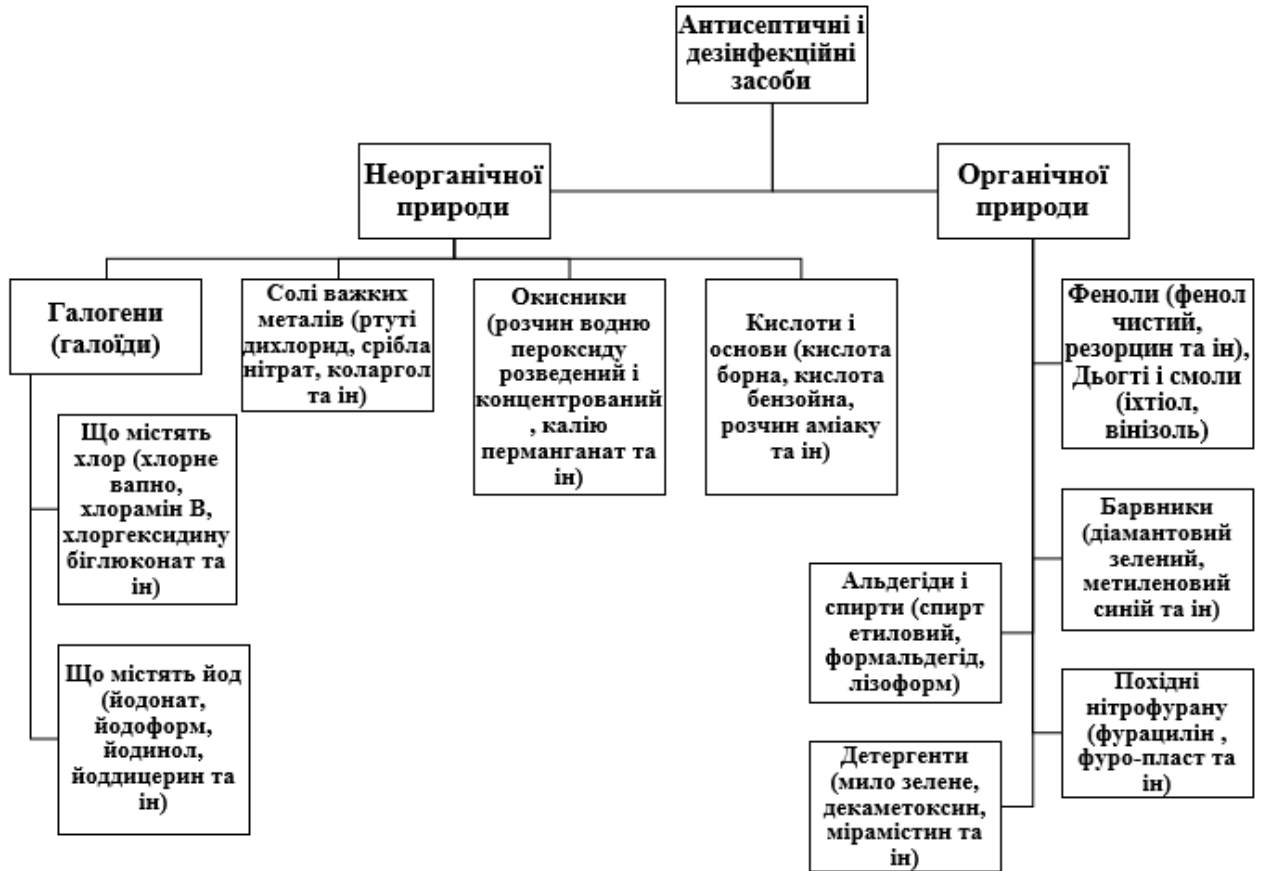 Антисептичні і
дезінфекційні
засоби
Неорганічної
природи
Органічної
природи
Галогени
(галоїди)
Солі важких
металів (ртуті
дихлорид, срібла
нітрат, коларгол
та ін)
Окисники
(розчин водню
пероксиду
розведений і
концентрований
, калію
перманганат та
ін)
Кислоти і
основи (кислота
борна, кислота
бензойна,
розчин аміаку
та ін)
Феноли (фенол
чистий,
резорцин та ін),
Дьогті і смоли
(іхтіол,
вінізоль)
Що містять
хлор (хлорне
вапно,
хлорамін В,
хлоргексидину
біглюконат та
ін)
Барвники
(діамантовий
зелений,
метиленовий
синій та ін)
Альдегіди і
спирти (спирт
етиловий,
формальдегід,
лізоформ)
Що містять йод
(йодонат,
йодоформ,
йодинол,
йоддицерин та
ін)
Похідні
нітрофурану
(фурацилін ,
фуро-пласт та
ін)
Детергенти
(мило зелене,
декаметоксин,
мірамістин та
ін)